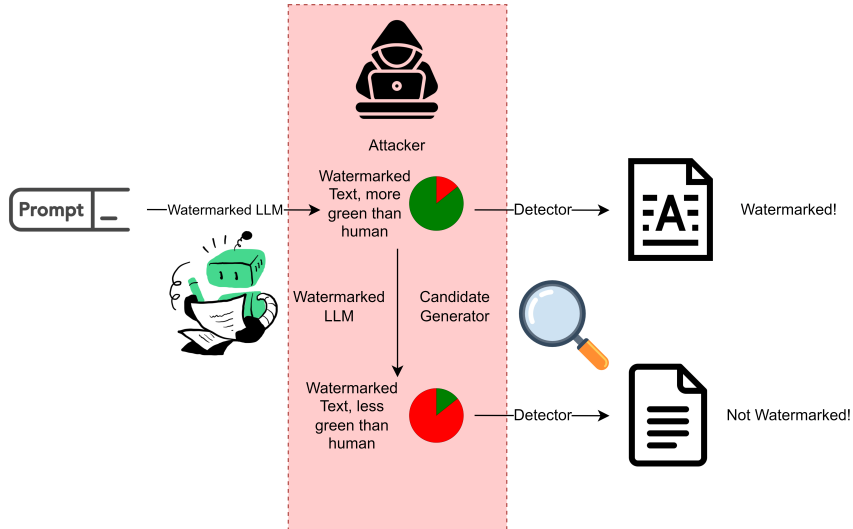 Attacker
Watermarked
Text, more
green than
human
Prompt _
Watermarked LLM
Detector
A
Watermarked!
Watermarked
LLM
Candidate
Generator
Watermarked
Text, less
green than
human
Detector
Not Watermarked!